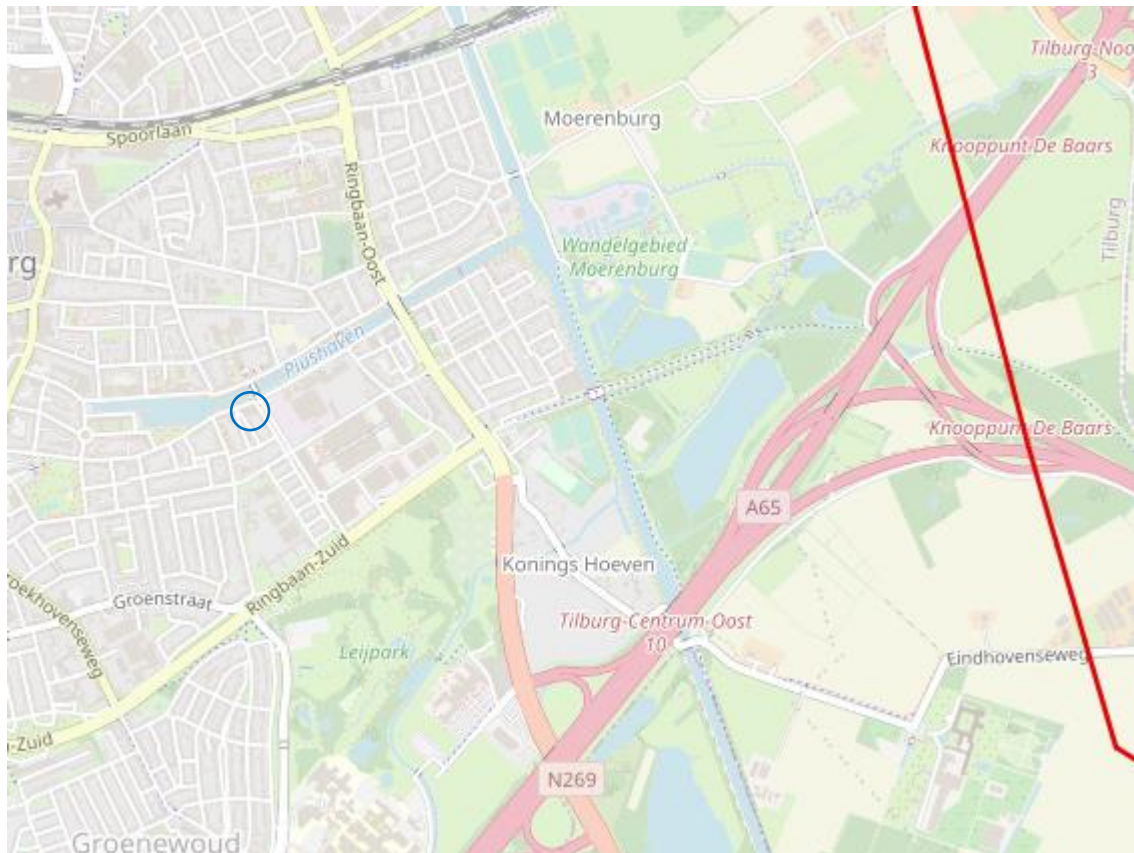 Tilburg-Noo
3
Moerenburg
Spoorlaan
Knooppunt-De Baars
Ringbaan-Oost
Tilburg
rg
Wandelgebied
Moerenburg
Piushaven
Knooppunt-De Baars
A65
Ringbaan-Zuid
Konings Hoeven
Groenstraat
roekhovenseweg
Tilburg-Centrum-Oost
10
Leijpark
Eindhovenseweg
-Zuid
N269
Groenewoud